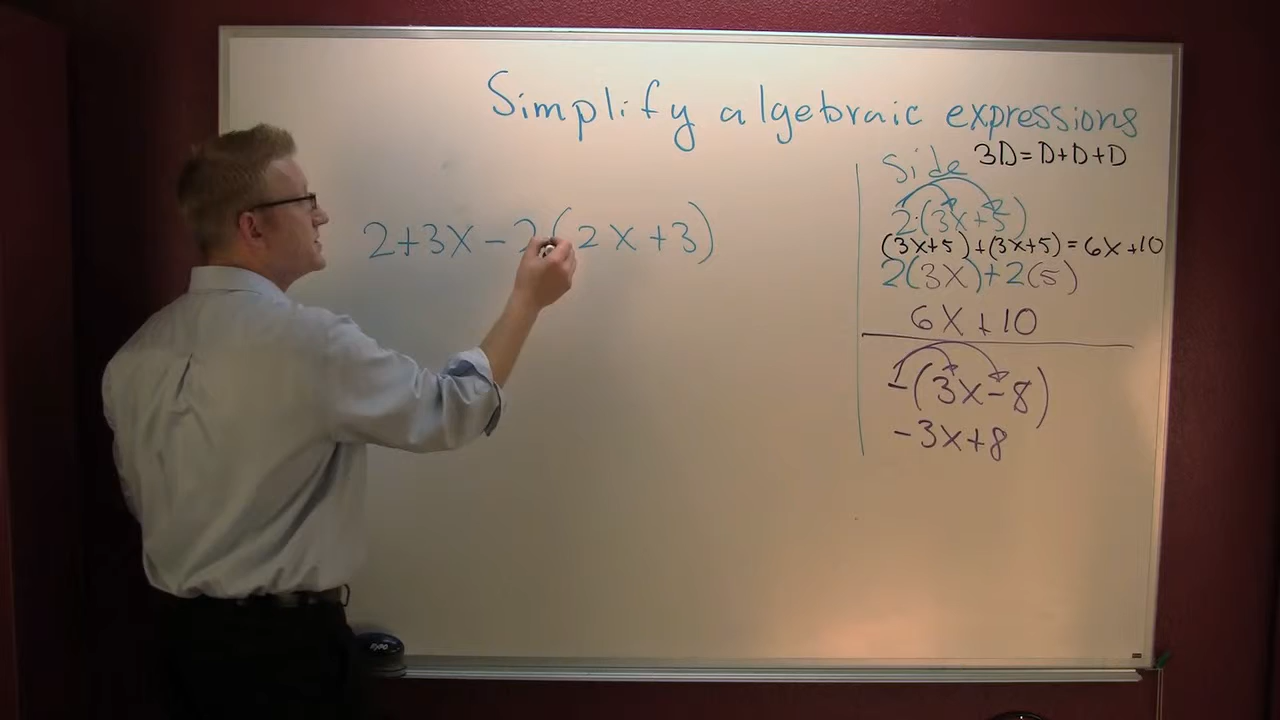 Simplify algebraic expressions
2+3x-2(2x+3)
Side 3D=D+D+D
2·(3x+5)
(3x+5)+(3x+5)=6x+10
2(3x)+2(5)
6x+10
-1(3x-8)
-3x+8
EXPO